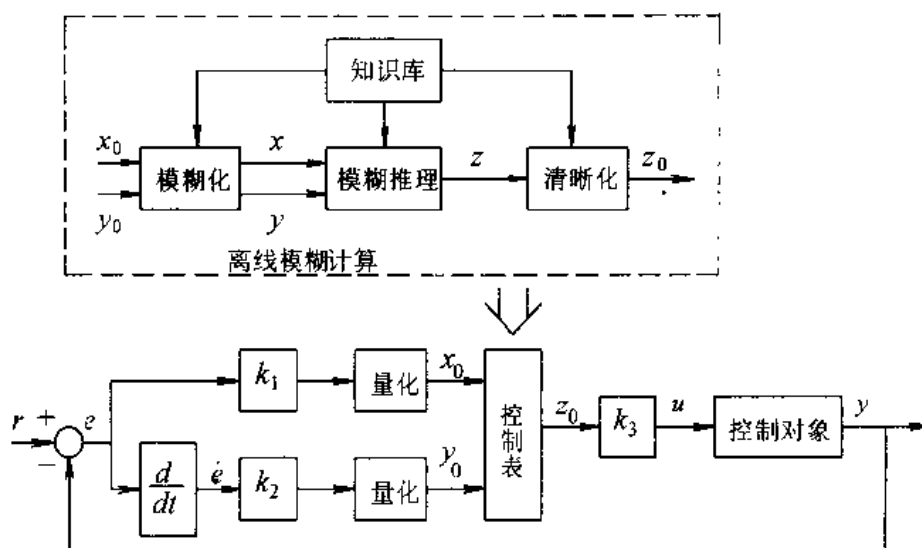 知识库
x₀
x
z
z₀
模糊化
模糊推理
清晰化
y₀
y
离线模糊计算
k₁
量化
x₀
r
+
e
控制表
z₀
k₃
u
控制对象
y
−
d/dt
ė
k₂
量化
y₀